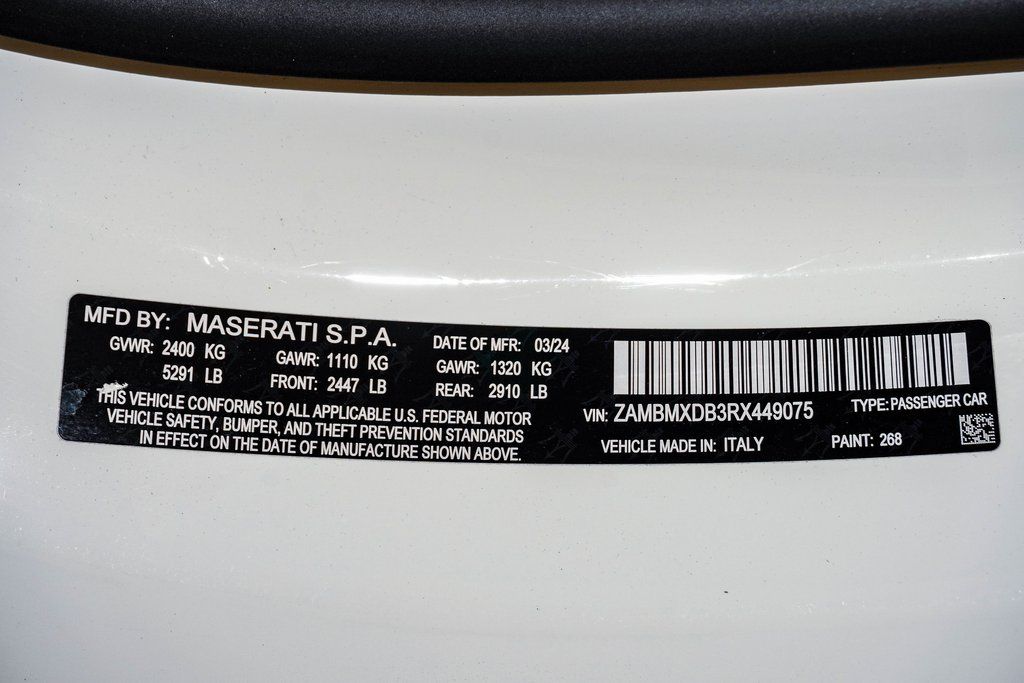 MFD BY: MASERATI S.P.A. DATE OF MFR: 03/24
GVWR: 2400 KG GAWR: 1110 KG GAWR: 1320 KG
5291 LB FRONT: 2447 LB REAR: 2910 LB
THIS VEHICLE CONFORMS TO ALL APPLICABLE U.S. FEDERAL MOTOR
VEHICLE SAFETY, BUMPER, AND THEFT PREVENTION STANDARDS
IN EFFECT ON THE DATE OF MANUFACTURE SHOWN ABOVE.
VIN: ZAMBMXDB3RX449075 TYPE: PASSENGER CAR
VEHICLE MADE IN: ITALY PAINT: 268